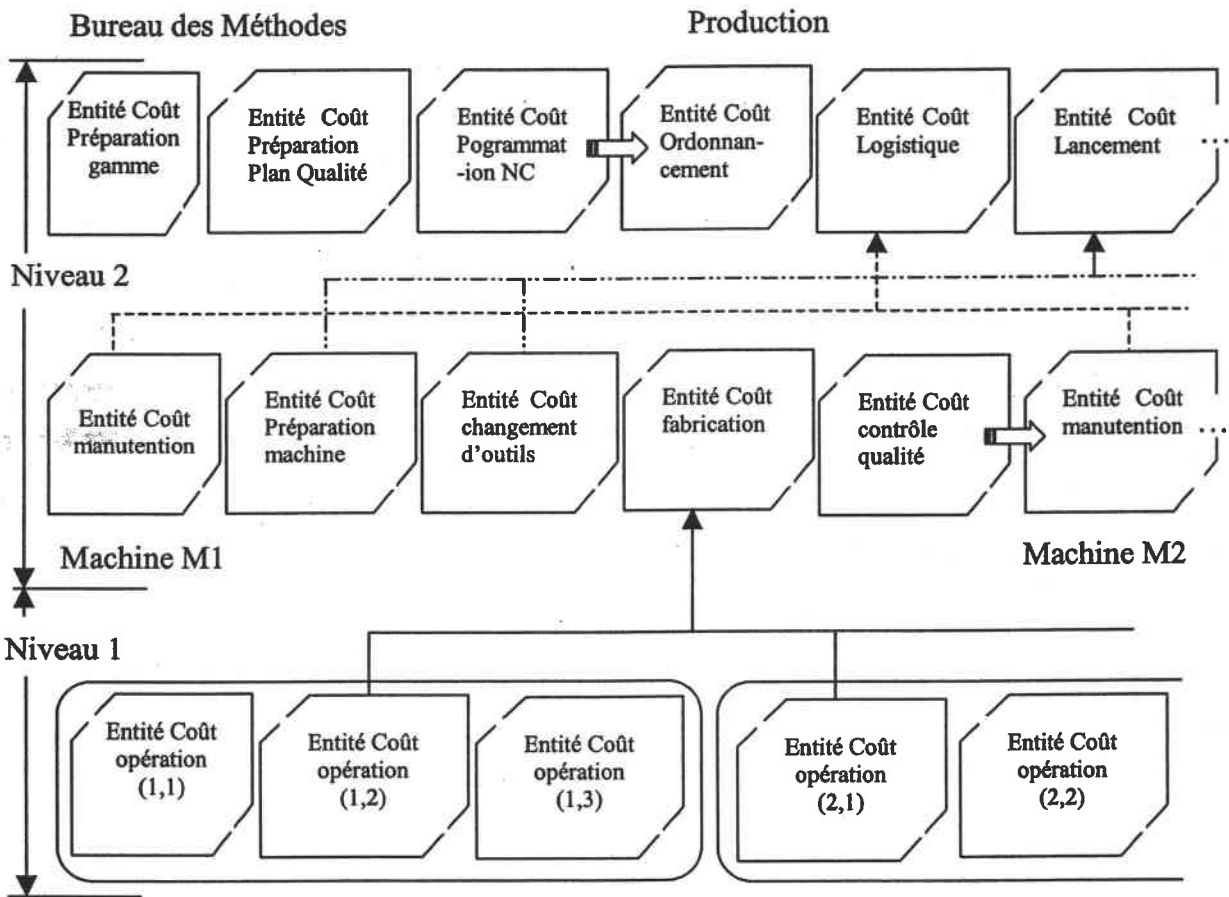 Bureau des Méthodes
Production
Entité Coût
Préparation
gamme
Entité Coût
Préparation
Plan Qualité
Entité Coût
Pogrammat
-ion NC
Entité Coût
Ordonnan-
cement
Entité Coût
Logistique
Entité Coût
Lancement
...
Niveau 2
Entité Coût
manutention
Entité Coût
Préparation
machine
Entité Coût
changement
d'outils
Entité Coût
fabrication
Entité Coût
contrôle
qualité
Entité Coût
manutention
...
Machine M1
Machine M2
Niveau 1
Entité Coût
opération
(1,1)
Entité Coût
opération
(1,2)
Entité Coût
opération
(1,3)
Entité Coût
opération
(2,1)
Entité Coût
opération
(2,2)